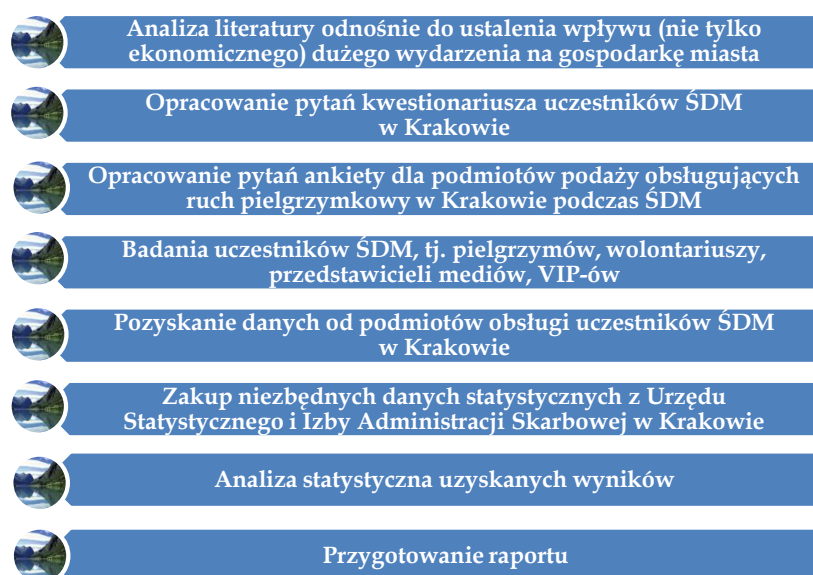 Analiza literatury odnośnie do ustalenia wpływu (nie tylko
ekonomicznego) dużego wydarzenia na gospodarkę miasta
Opracowanie pytań kwestionariusza uczestników ŚDM
w Krakowie
Opracowanie pytań ankiety dla podmiotów podaży obsługujących
ruch pielgrzymkowy w Krakowie podczas ŚDM
Badania uczestników ŚDM, tj. pielgrzymów, wolontariuszy,
przedstawicieli mediów, VIP-ów
Pozyskanie danych od podmiotów obsługi uczestników ŚDM
w Krakowie
Zakup niezbędnych danych statystycznych z Urzędu
Statystycznego i Izby Administracji Skarbowej w Krakowie
Analiza statystyczna uzyskanych wyników
Przygotowanie raportu